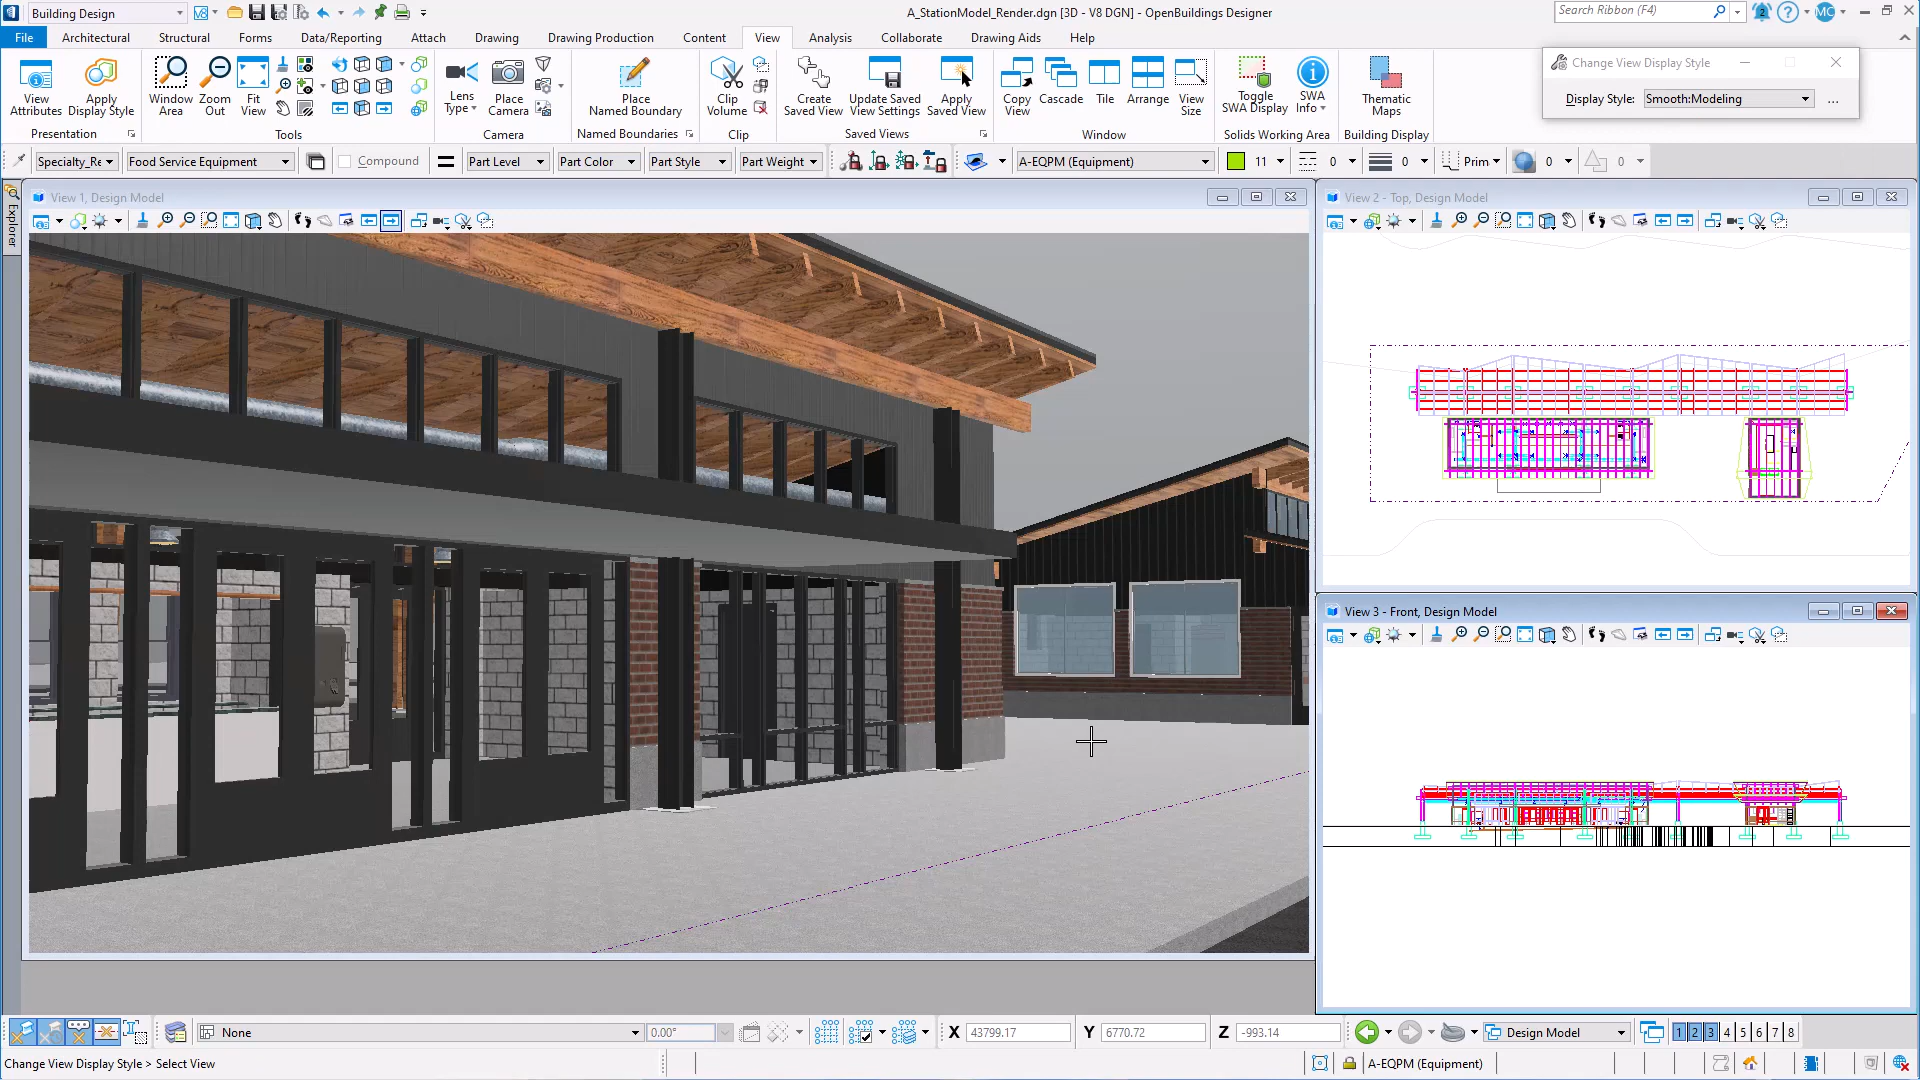 Building Design
A_StationModel_Render.dgn [3D - V8 DGN] - OpenBuildings Designer
Search Ribbon (F4)
2
MC
File Architectural Structural Forms Data/Reporting Attach Drawing Drawing Production Content View Analysis Collaborate Drawing Aids Help
View Attributes
Apply Display Style
Presentation
Window Area
Zoom Out
Fit View
Tools
Lens Type
Place Camera
Camera
Place Named Boundary
Named Boundaries
Clip Volume
Clip
Create Saved View
Update Saved View Settings
Apply Saved View
Saved Views
Copy View
Cascade
Tile
Arrange
View Size
Window
Toggle SWA Display
SWA Info
Solids Working Area
Thematic Maps
Building Display
Change View Display Style
Display Style: Smooth:Modeling ...
Specialty_Re Food Service Equipment Compound Part Level Part Color Part Style Part Weight A-EQPM (Equipment) 11 0 0 Prim 0 0
Explorer
View 1, Design Model
View 2 - Top, Design Model
View 3 - Front, Design Model
None 0.00° X 43799.17 Y 6770.72 Z -993.14 Design Model 1 2 3 4 5 6 7 8
Change View Display Style > Select View
A-EQPM (Equipment)